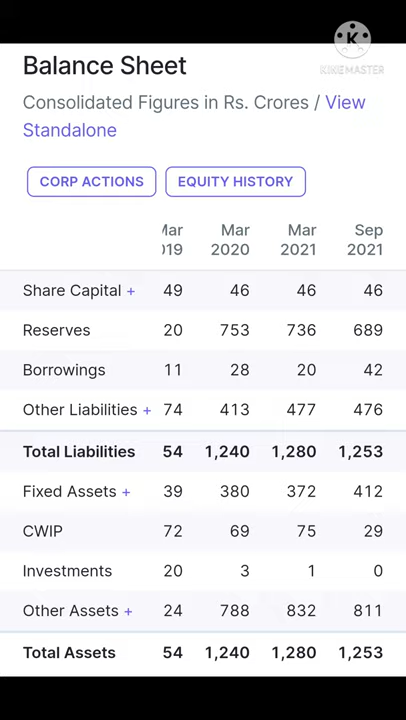 K
KINEMASTER
Balance Sheet
Consolidated Figures in Rs. Crores / View
Standalone
CORP ACTIONS EQUITY HISTORY
Mar Mar Mar Sep
019 2020 2021 2021
Share Capital + 49 46 46 46
Reserves 20 753 736 689
Borrowings 11 28 20 42
Other Liabilities + 74 413 477 476
Total Liabilities 54 1,240 1,280 1,253
Fixed Assets + 39 380 372 412
CWIP 72 69 75 29
Investments 20 3 1 0
Other Assets + 24 788 832 811
Total Assets 54 1,240 1,280 1,253